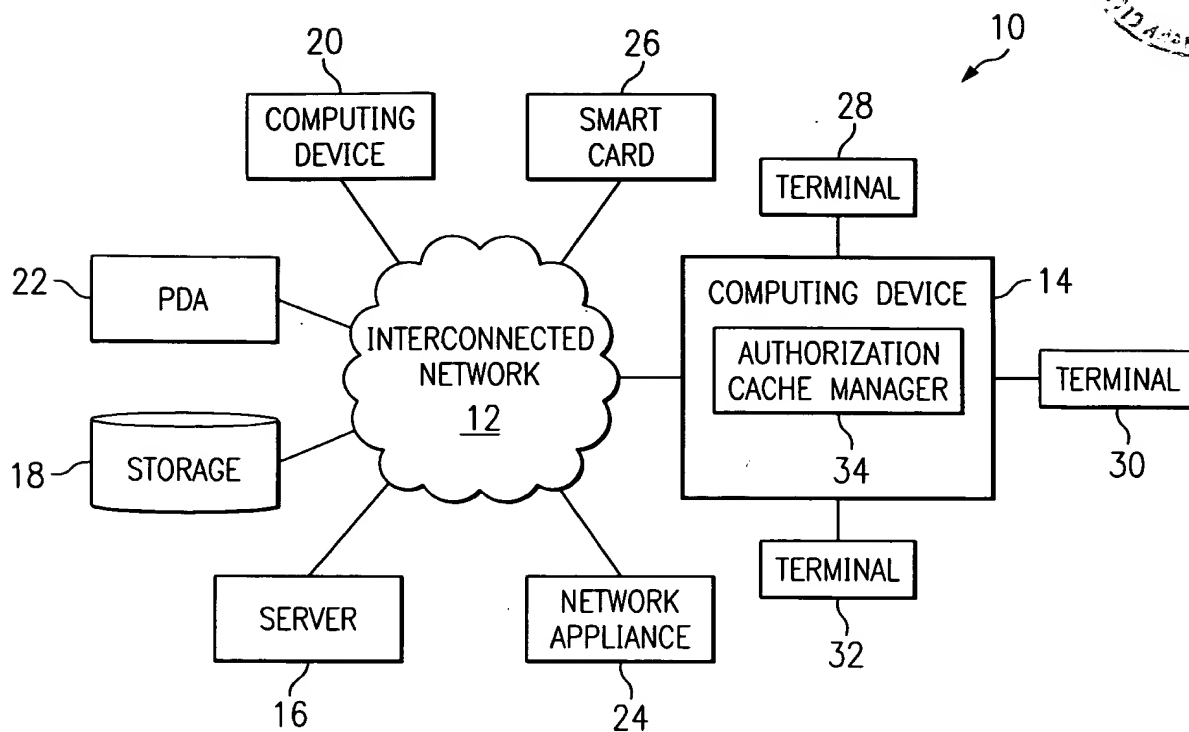 20
26
10
COMPUTING
DEVICE
SMART
CARD
28
TERMINAL
22
PDA
INTERCONNECTED
NETWORK
12
COMPUTING DEVICE
14
AUTHORIZATION
CACHE MANAGER
34
TERMINAL
30
18
STORAGE
SERVER
16
NETWORK
APPLIANCE
24
TERMINAL
32